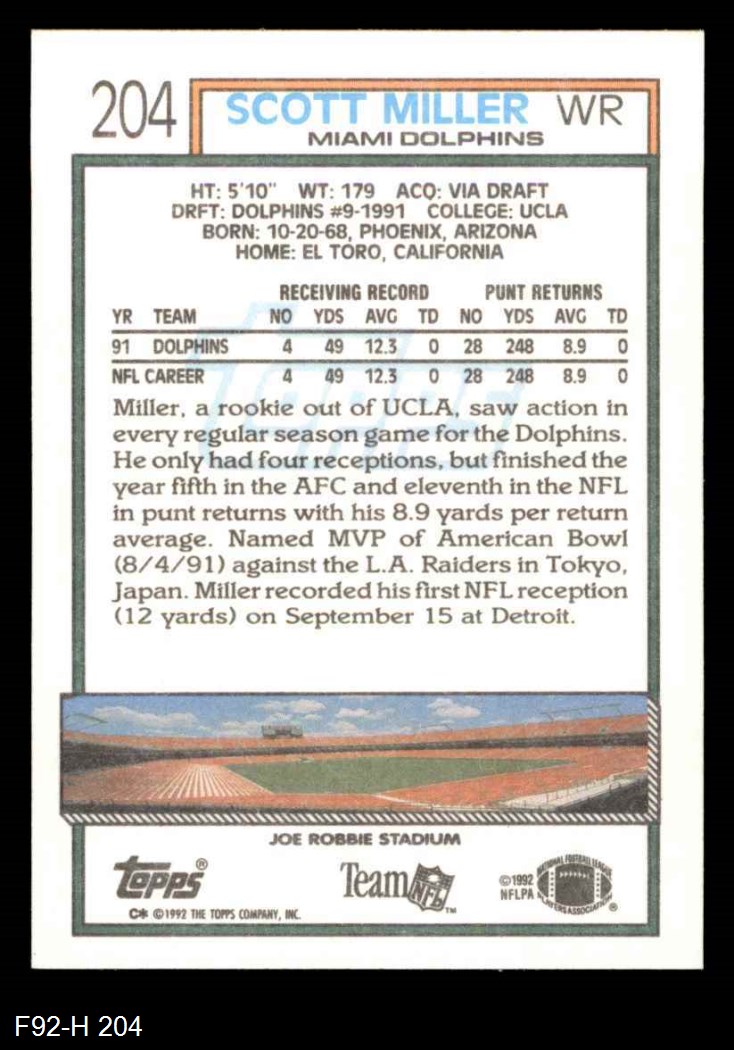 204
SCOTT MILLER WR
MIAMI DOLPHINS
HT: 5'10" WT: 179 ACQ: VIA DRAFT
DRFT: DOLPHINS #9-1991 COLLEGE: UCLA
BORN: 10-20-68, PHOENIX, ARIZONA
HOME: EL TORO, CALIFORNIA
RECEIVING RECORD PUNT RETURNS
YR TEAM NO YDS AVG TD NO YDS AVG TD
91 DOLPHINS 4 49 12.3 0 28 248 8.9 0
NFL CAREER 4 49 12.3 0 28 248 8.9 0
Miller, a rookie out of UCLA, saw action in
every regular season game for the Dolphins.
He only had four receptions, but finished the
year fifth in the AFC and eleventh in the NFL
in punt returns with his 8.9 yards per return
average. Named MVP of American Bowl
(8/4/91) against the L.A. Raiders in Tokyo,
Japan. Miller recorded his first NFL reception
(12 yards) on September 15 at Detroit.
topps
JOE ROBBIE STADIUM
topps®
Team NFL™
©1992
NFLPA
NATIONAL FOOTBALL LEAGUE
PLAYERS ASSOCIATION®
C* ©1992 THE TOPPS COMPANY, INC.
F92-H 204